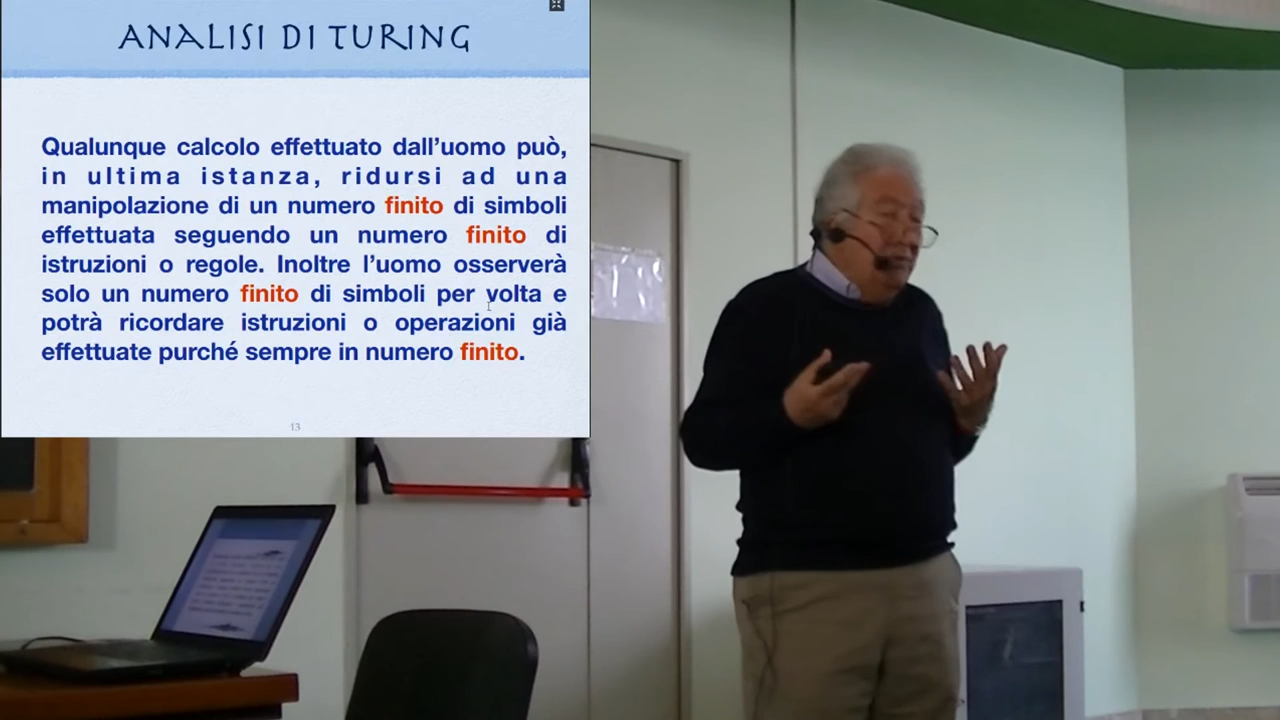 ANALISI DI TURING
Qualunque calcolo effettuato dall'uomo può,
in ultima istanza, ridursi ad una
manipolazione di un numero finito di simboli
effettuata seguendo un numero finito di
istruzioni o regole. Inoltre l'uomo osserverà
solo un numero finito di simboli per volta e
potrà ricordare istruzioni o operazioni già
effettuate purché sempre in numero finito.
13